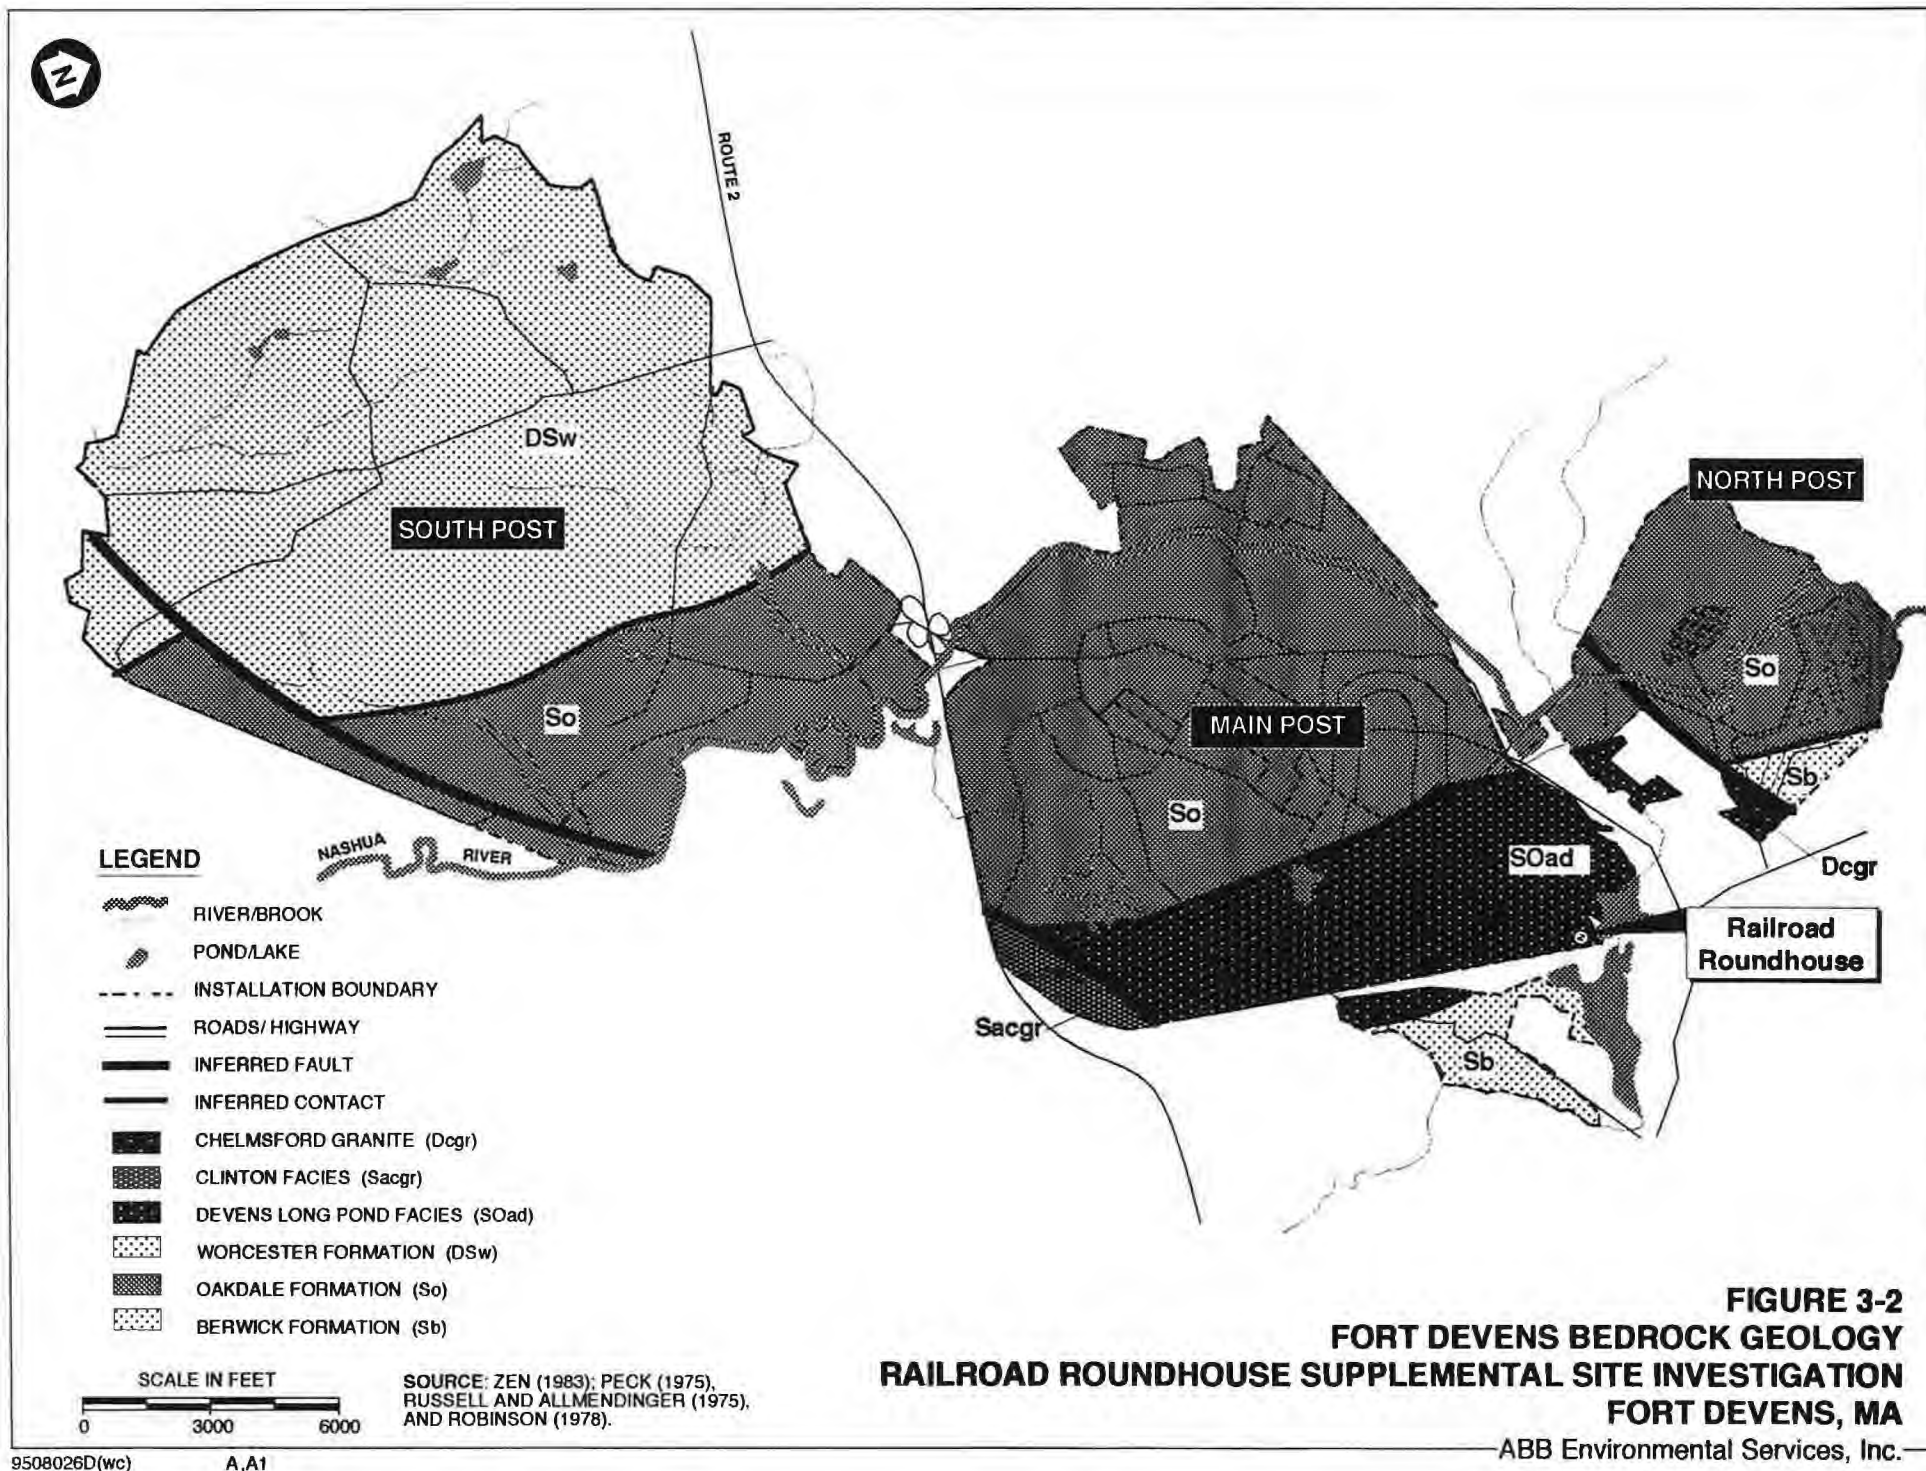 N
ROUTE 2
DSw
SOUTH POST
NORTH POST
So
So
MAIN POST
Sb
So
SOad
Dcgr
NASHUA
RIVER
Railroad
Roundhouse
Sacgr
Sb
LEGEND
RIVER/BROOK
POND/LAKE
INSTALLATION BOUNDARY
ROADS/ HIGHWAY
INFERRED FAULT
INFERRED CONTACT
CHELMSFORD GRANITE (Dcgr)
CLINTON FACIES (Sacgr)
DEVENS LONG POND FACIES (SOad)
WORCESTER FORMATION (DSw)
OAKDALE FORMATION (So)
BERWICK FORMATION (Sb)
SCALE IN FEET
0 3000 6000
SOURCE: ZEN (1983); PECK (1975),
RUSSELL AND ALLMENDINGER (1975),
AND ROBINSON (1978).
FIGURE 3-2
FORT DEVENS BEDROCK GEOLOGY
RAILROAD ROUNDHOUSE SUPPLEMENTAL SITE INVESTIGATION
FORT DEVENS, MA
ABB Environmental Services, Inc.
9508026D(wc) A,A1